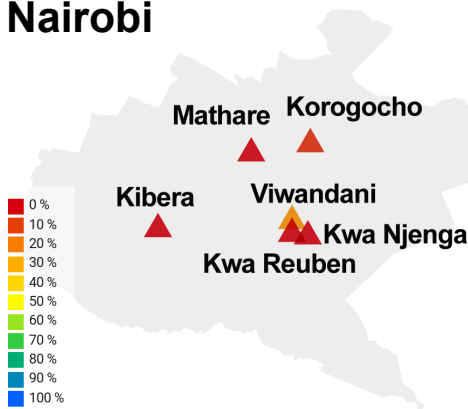 Nairobi
Mathare
Korogocho
Kibera
Viwandani
Kwa Njenga
Kwa Reuben
0 %
10 %
20 %
30 %
40 %
50 %
60 %
70 %
80 %
90 %
100 %